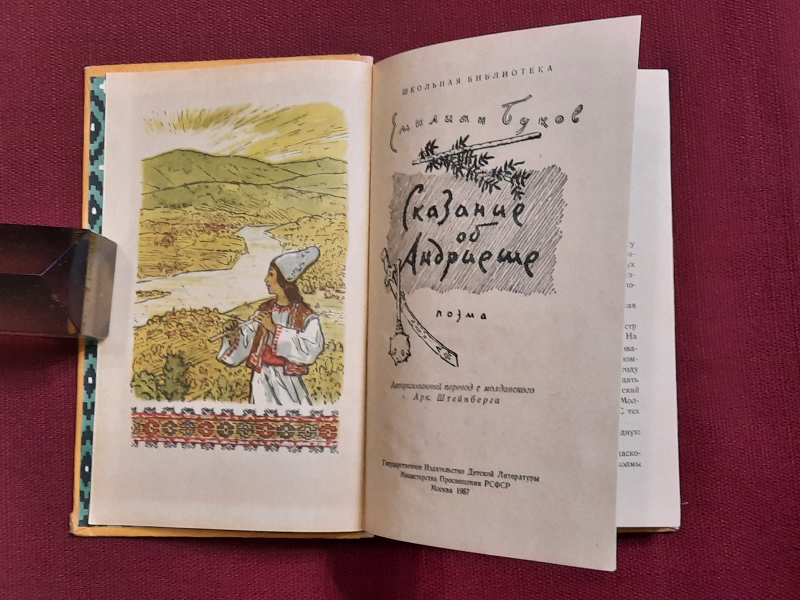 ШКОЛЬНАЯ БИБЛИОТЕКА
Емилиан Буков
Сказание
об
Андриеше
поэма
Авторизованный перевод с молдавского
Арк. Штейнберга
Государственное Издательство Детской Литературы
Министерства Просвещения РСФСР
Москва 1957